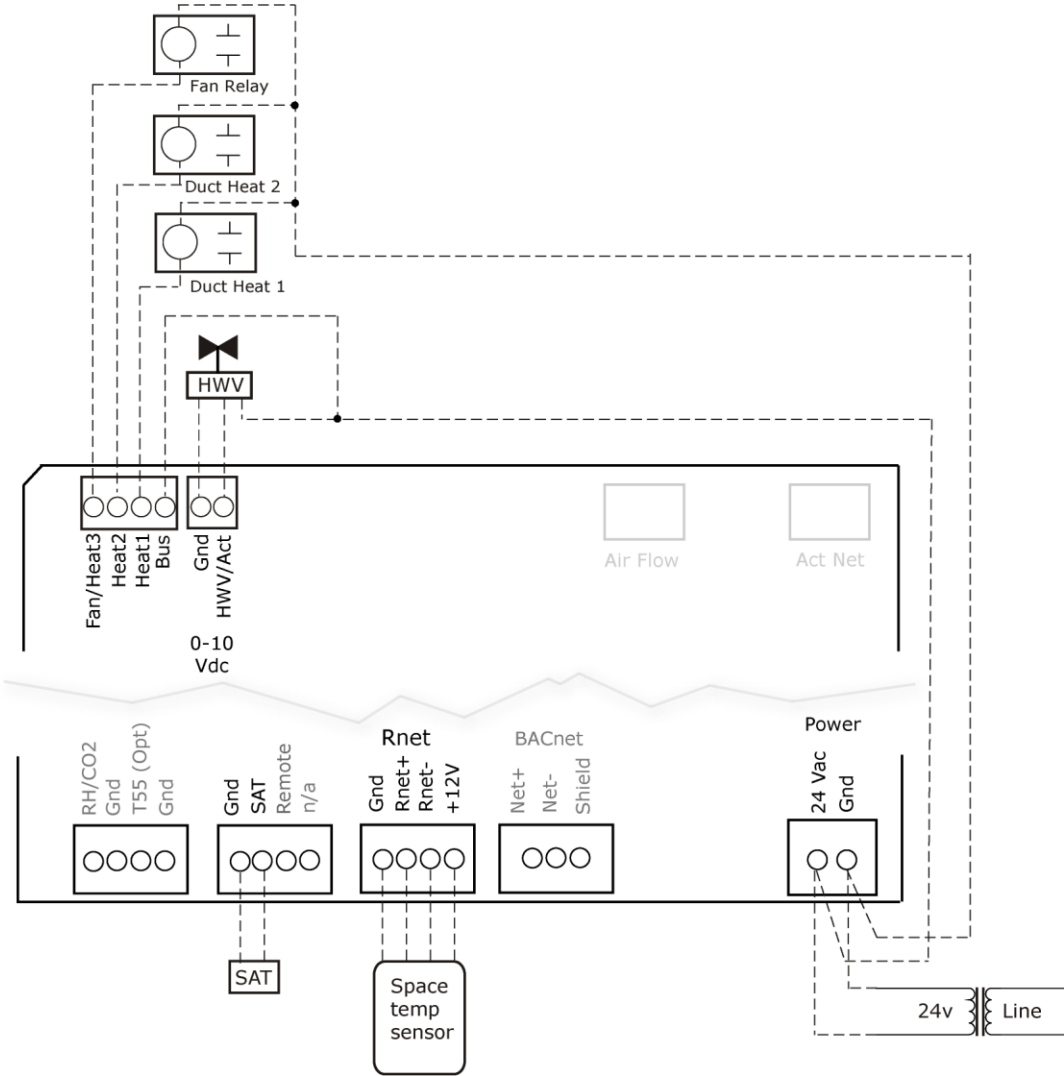 Fan Relay
Duct Heat 2
Duct Heat 1
HWV
Fan/Heat3
Heat2
Heat1
Bus
Gnd
HWV/Act
0-10
Vdc
Air Flow
Act Net
RH/CO2
Gnd
T55 (Opt)
Gnd
Gnd
SAT
Remote
n/a
Rnet
Gnd
Rnet+
Rnet-
+12V
BACnet
Net+
Net-
Shield
Power
24 Vac
Gnd
SAT
Space
temp
sensor
24v
Line